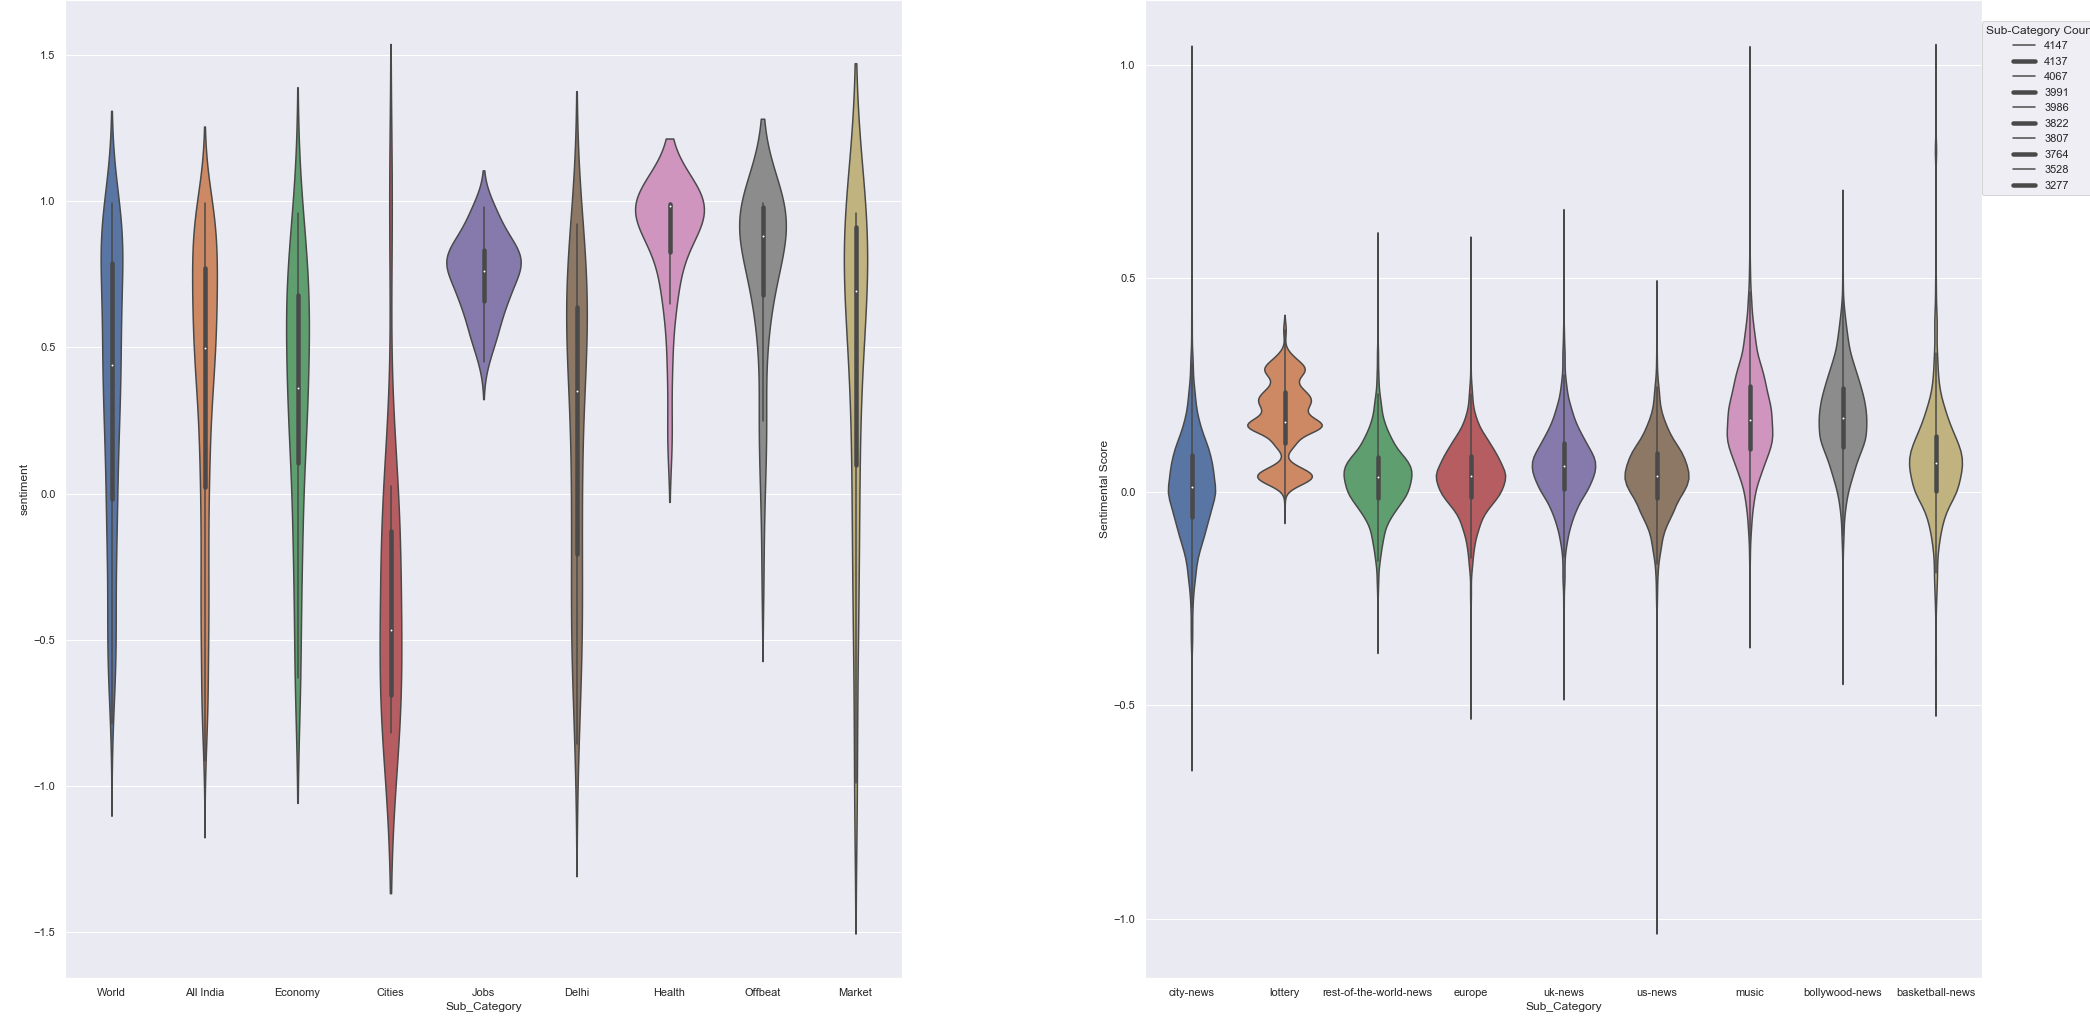 1.5
1.0
0.5
0.0
−0.5
−1.0
−1.5
sentiment
World
All India
Economy
Cities
Jobs
Delhi
Health
Offbeat
Market
Sub_Category
1.0
0.5
0.0
−0.5
−1.0
Sentimental Score
city-news
lottery
rest-of-the-world-news
europe
uk-news
us-news
music
bollywood-news
basketball-news
Sub_Category
Sub-Category Coun
4147
4137
4067
3991
3986
3822
3807
3764
3528
3277